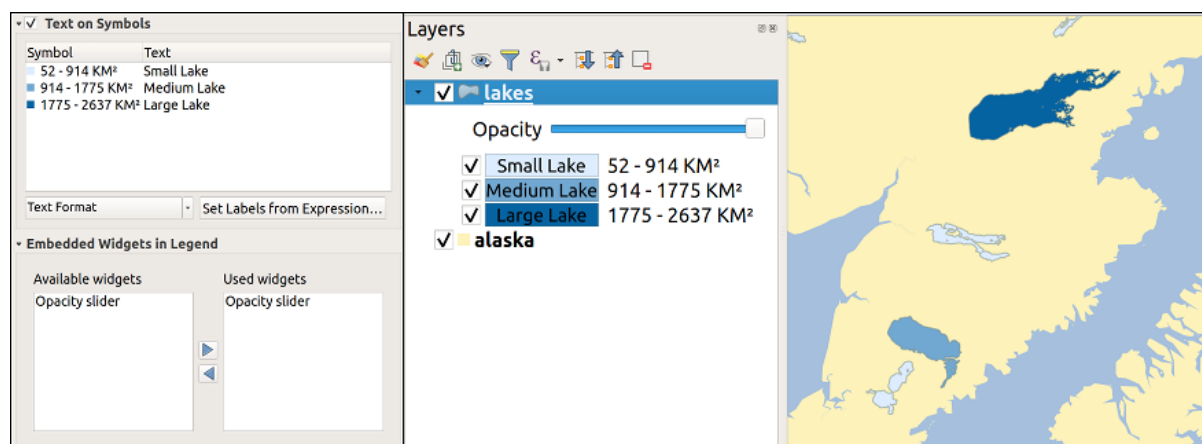 Text on Symbols
Symbol Text
52 - 914 KM² Small Lake
914 - 1775 KM² Medium Lake
1775 - 2637 KM² Large Lake
Text Format
Set Labels from Expression...
Embedded Widgets in Legend
Available widgets Used widgets
Opacity slider Opacity slider
Layers
lakes
Opacity
Small Lake 52 - 914 KM²
Medium Lake 914 - 1775 KM²
Large Lake 1775 - 2637 KM²
alaska